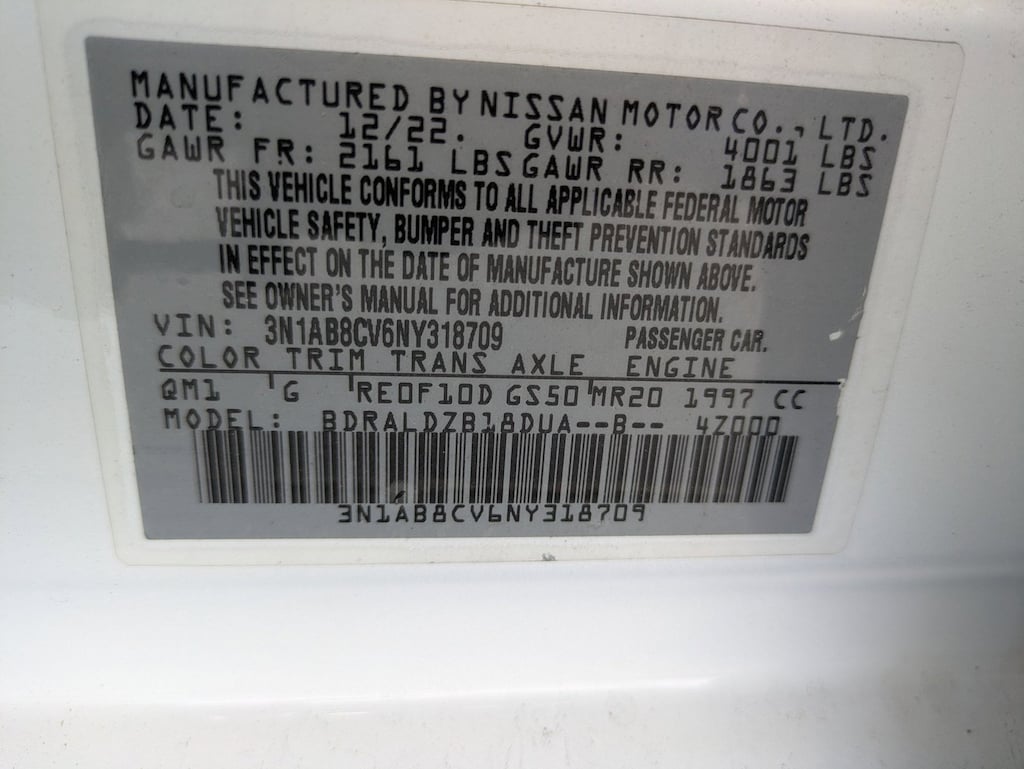 MANUFACTURED BY NISSAN MOTOR CO., LTD.
DATE: 12/22. GVWR: 4001 LBS
GAWR FR: 2161 LBS GAWR RR: 1863 LBS
THIS VEHICLE CONFORMS TO ALL APPLICABLE FEDERAL MOTOR
VEHICLE SAFETY, BUMPER AND THEFT PREVENTION STANDARDS
IN EFFECT ON THE DATE OF MANUFACTURE SHOWN ABOVE.
SEE OWNER'S MANUAL FOR ADDITIONAL INFORMATION.
VIN: 3N1AB8CV6NY318709 PASSENGER CAR.
COLOR TRIM TRANS AXLE ENGINE
QM1 G RE0F10D GS50 MR20 1997 CC
MODEL: BDRALDZB18DUA--B-- 4Z000
3N1AB8CV6NY318709